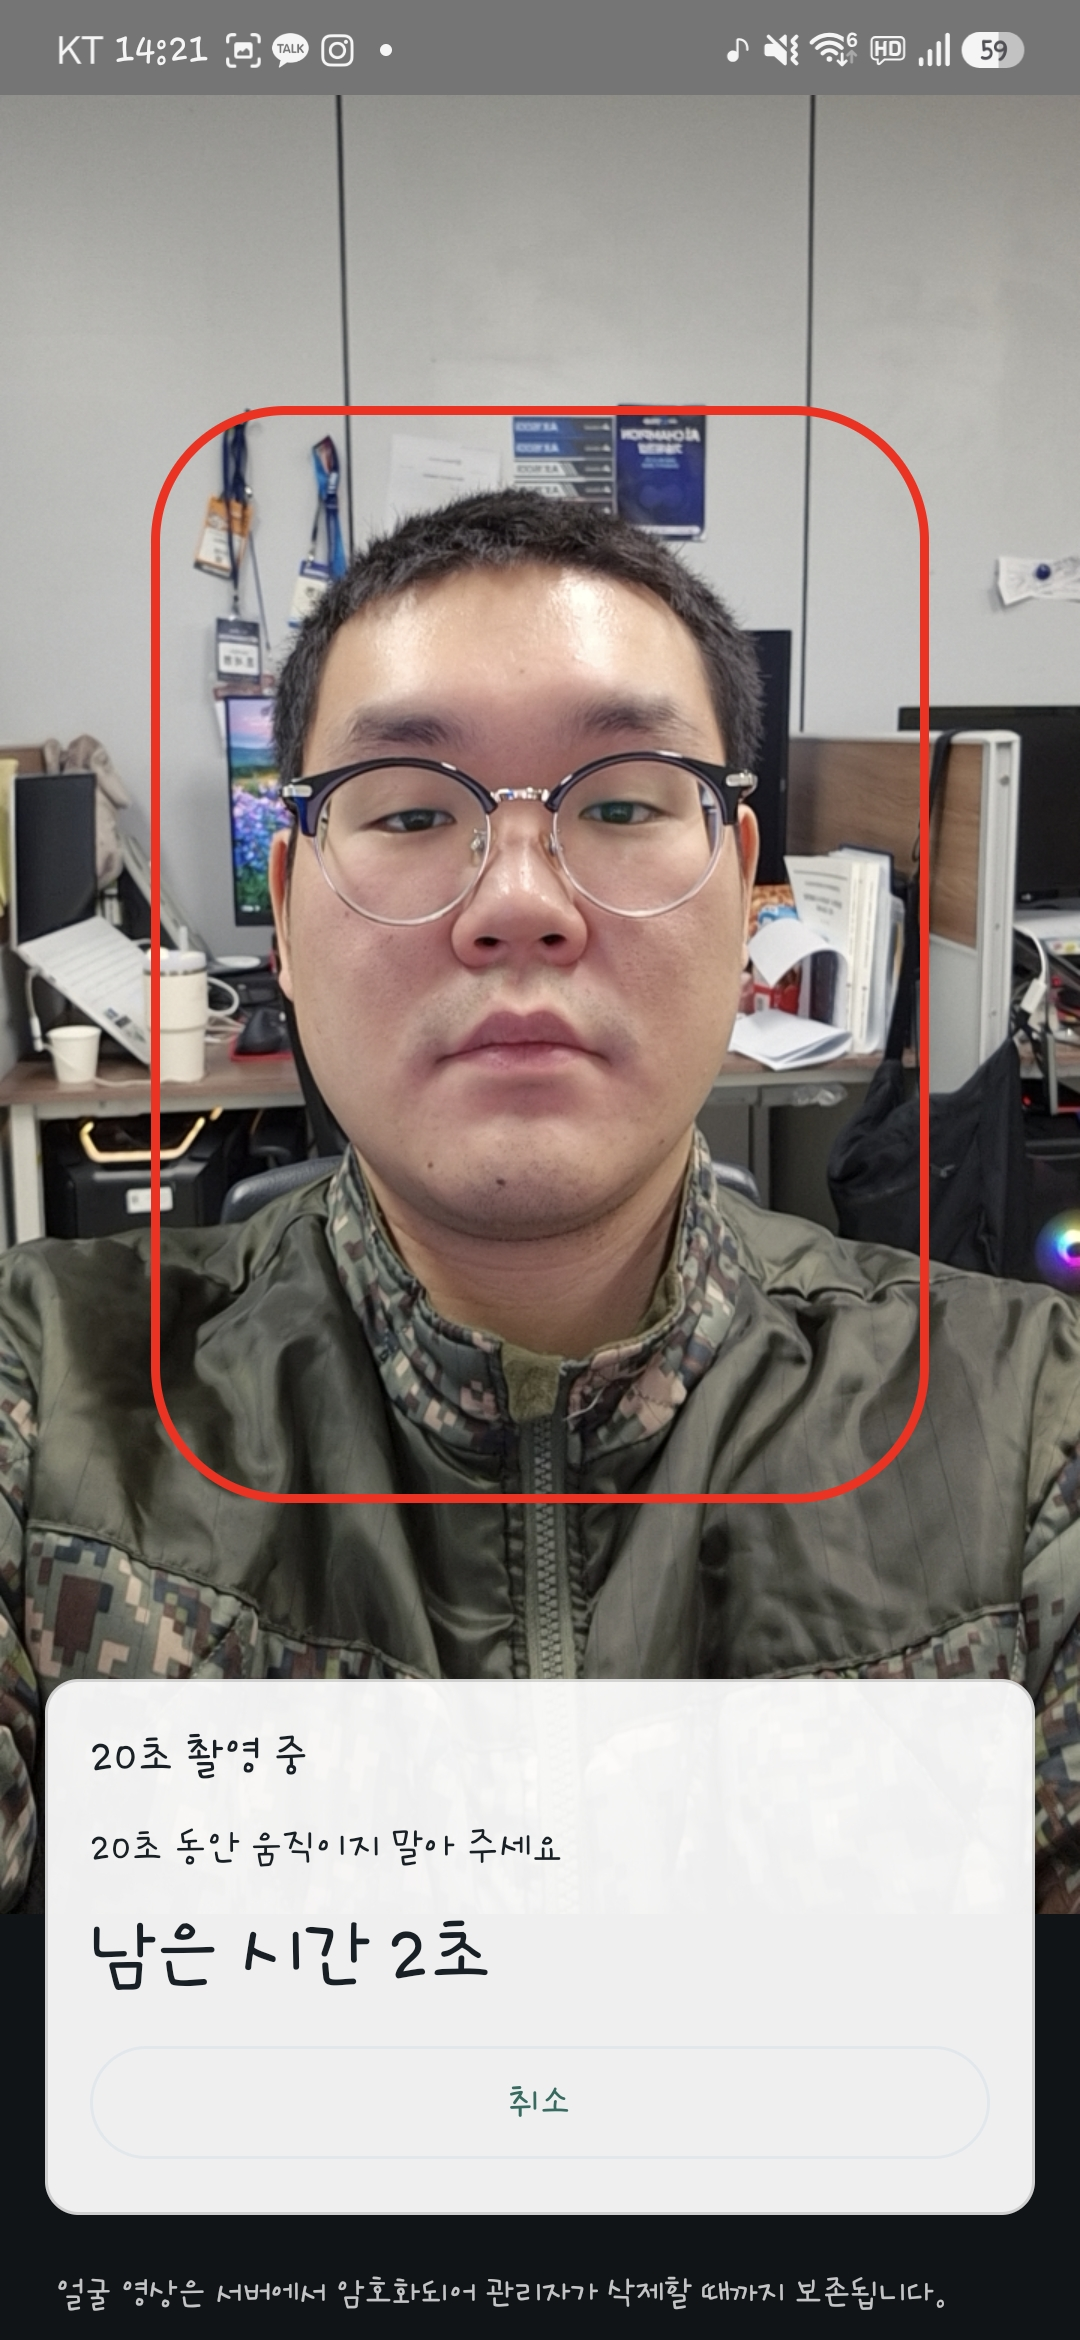 KT 14:21 TALK 6 HD 59
20초 촬영 중
20초 동안 움직이지 말아 주세요
남은 시간 2초
취소
얼굴 영상은 서버에서 암호화되어 관리자가 삭제할 때까지 보존됩니다.